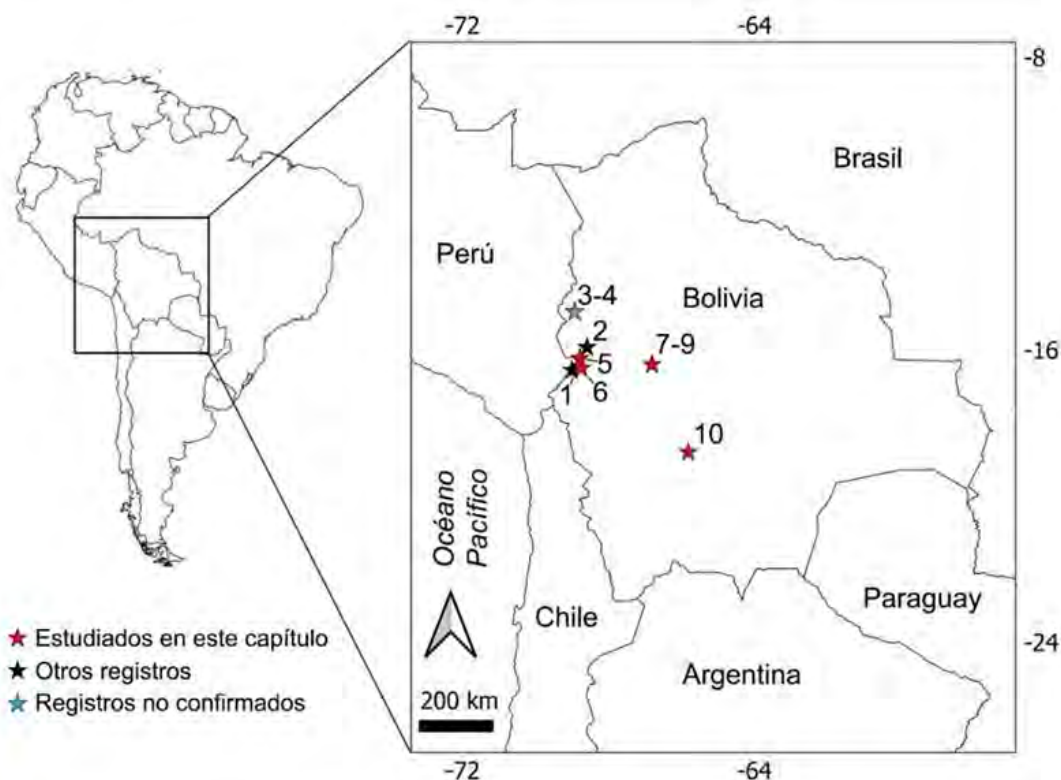 -72
-64
-8
Brasil
Perú
3-4
Bolivia
2
7-9
-16
5
1
6
10
Océano
Pacífico
Paraguay
Chile
-24
Argentina
200 km
Estudiados en este capítulo
Otros registros
Registros no confirmados
-72
-64